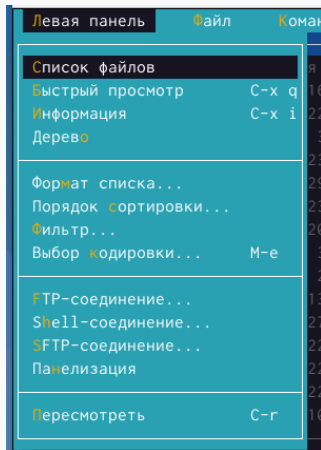 Левая панель Файл
Список файлов
Быстрый просмотр C-x q
Информация C-x i
Дерево
Формат списка...
Порядок сортировки...
Фильтр...
Выбор кодировки... M-e
FTP-соединение...
Shell-соединение...
SFTP-соединение...
Панелизация
Пересмотреть C-r